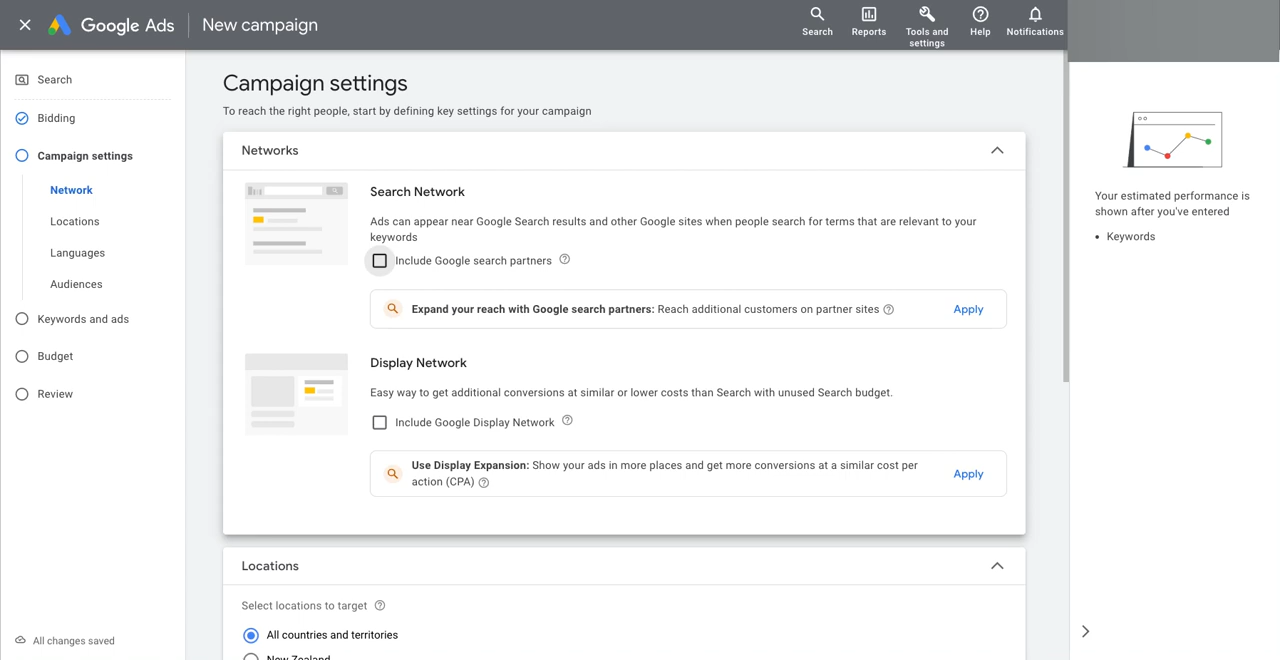 Google Ads
New campaign
Search
Reports
Tools and
settings
Help
Notifications
Search
Bidding
Campaign settings
Network
Locations
Languages
Audiences
Keywords and ads
Budget
Review
All changes saved
Campaign settings
To reach the right people, start by defining key settings for your campaign
Networks
Search Network
Ads can appear near Google Search results and other Google sites when people search for terms that are relevant to your
keywords
Include Google search partners
Expand your reach with Google search partners: Reach additional customers on partner sites
Apply
Display Network
Easy way to get additional conversions at similar or lower costs than Search with unused Search budget.
Include Google Display Network
Use Display Expansion: Show your ads in more places and get more conversions at a similar cost per
action (CPA)
Apply
Locations
Select locations to target
All countries and territories
New Zealand
Your estimated performance is
shown after you've entered
• Keywords